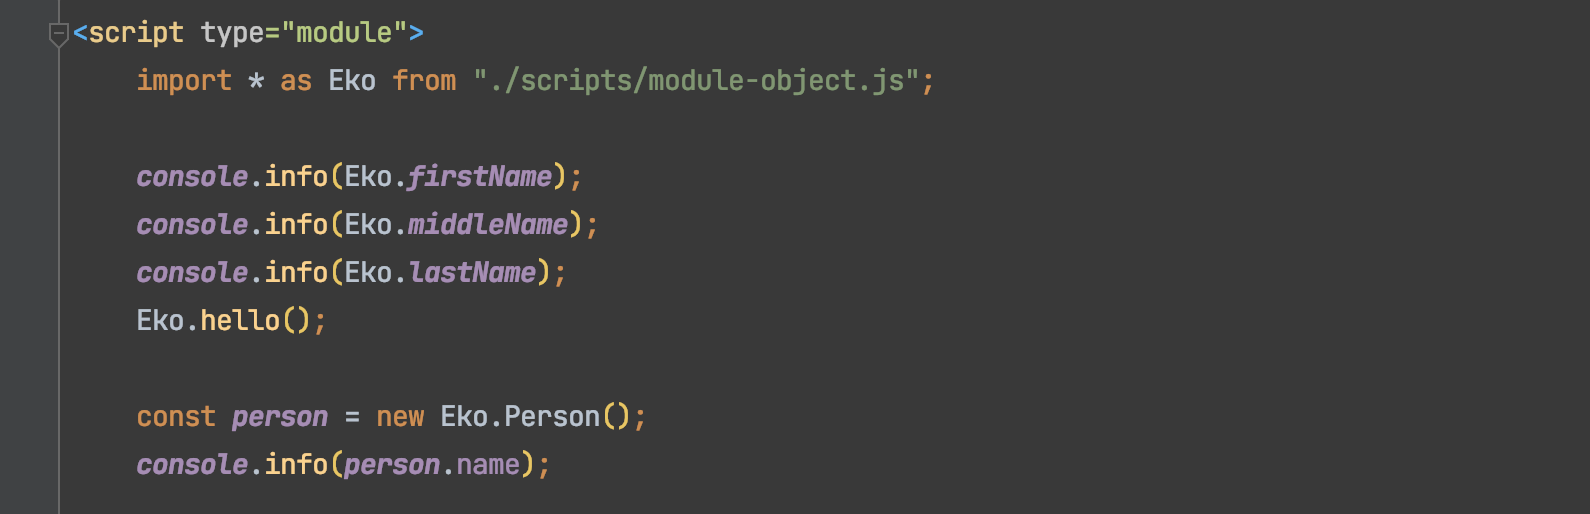 <script type="module">
import * as Eko from "./scripts/module-object.js";
console.info(Eko.firstName);
console.info(Eko.middleName);
console.info(Eko.lastName);
Eko.hello();
const person = new Eko.Person();
console.info(person.name);